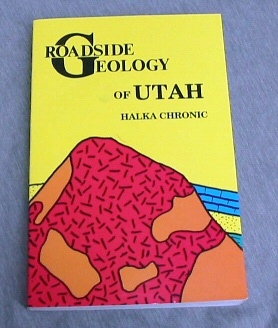 ROADSIDE
GEOLOGY
OF UTAH
HALKA CHRONIC